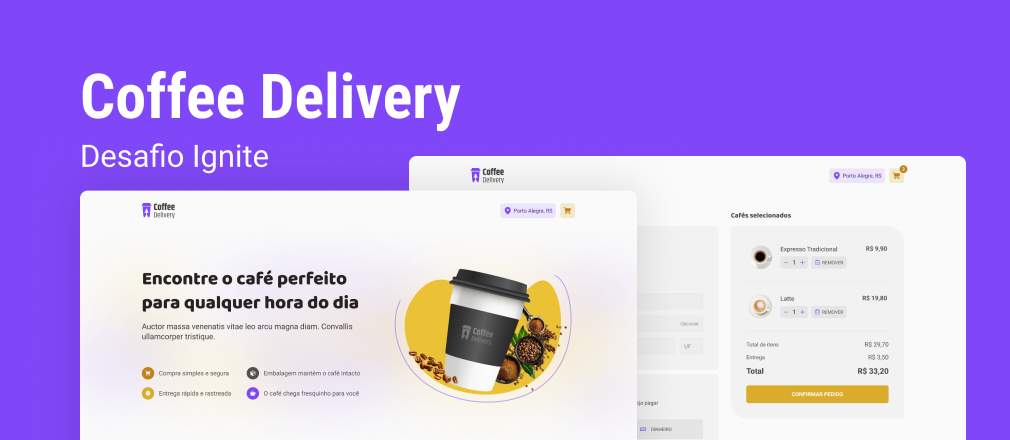 Coffee Delivery
Desafio Ignite
Coffee
Delivery
Porto Alegre, RS
Encontre o café perfeito
para qualquer hora do dia
Auctor massa venenatis vitae leo arcu magna diam. Convallis
ullamcorper tristique.
Compra simples e segura
Embalagem mantém o café intacto
Entrega rápida e rastreada
O café chega fresquinho para você
Coffee
Delivery
Coffee
Delivery
Porto Alegre, RS
Cafés selecionados
Expresso Tradicional
R$ 9,90
1
REMOVER
Latte
R$ 19,80
1
REMOVER
Opcional
UF
Total de itens
R$ 29,70
Entrega
R$ 3,50
Total
R$ 33,20
CONFIRMAR PEDIDO
pagar
DINHEIRO